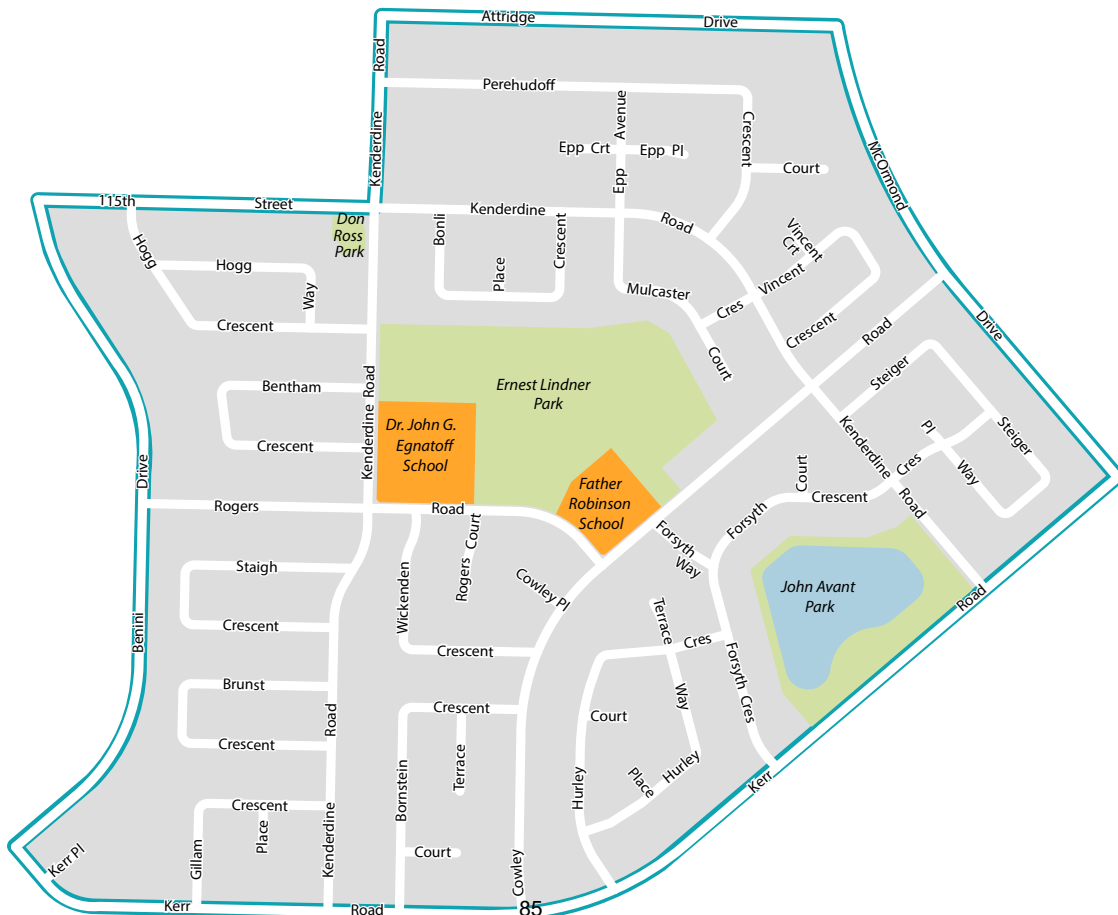 Attridge Drive
Road
Kenderdine
Perehudoff
Crescent
Avenue
Epp
Epp Crt
Epp Pl
Court
McOrmond
Drive
115th Street
Kenderdine Road
Don
Ross
Park
Hogg
Hogg
Way
Crescent
Bonli
Place
Crescent
Vincent
Crt
Vincent
Cres
Crescent
Mulcaster
Court
Road
Ernest Lindner
Park
Bentham
Crescent
Kenderdine Road
Dr. John G.
Egnatoff
School
Father
Robinson
School
Steiger
Steiger
Pl
Way
Cres
Kenderdine
Road
Court
Crescent
Forsyth
Forsyth
Way
Drive
Benini
Rogers Road
Rogers Court
Wickenden
Crescent
Cowley Pl
Staigh
Crescent
John Avant
Park
Road
Terrace
Cres
Way
Forsyth Cres
Brunst
Crescent
Road
Kenderdine
Crescent
Terrace
Bornstein
Court
Court
Place
Hurley
Hurley
Kerr
Crescent
Place
Gillam
Cowley
Kerr Pl
Kerr Road
85